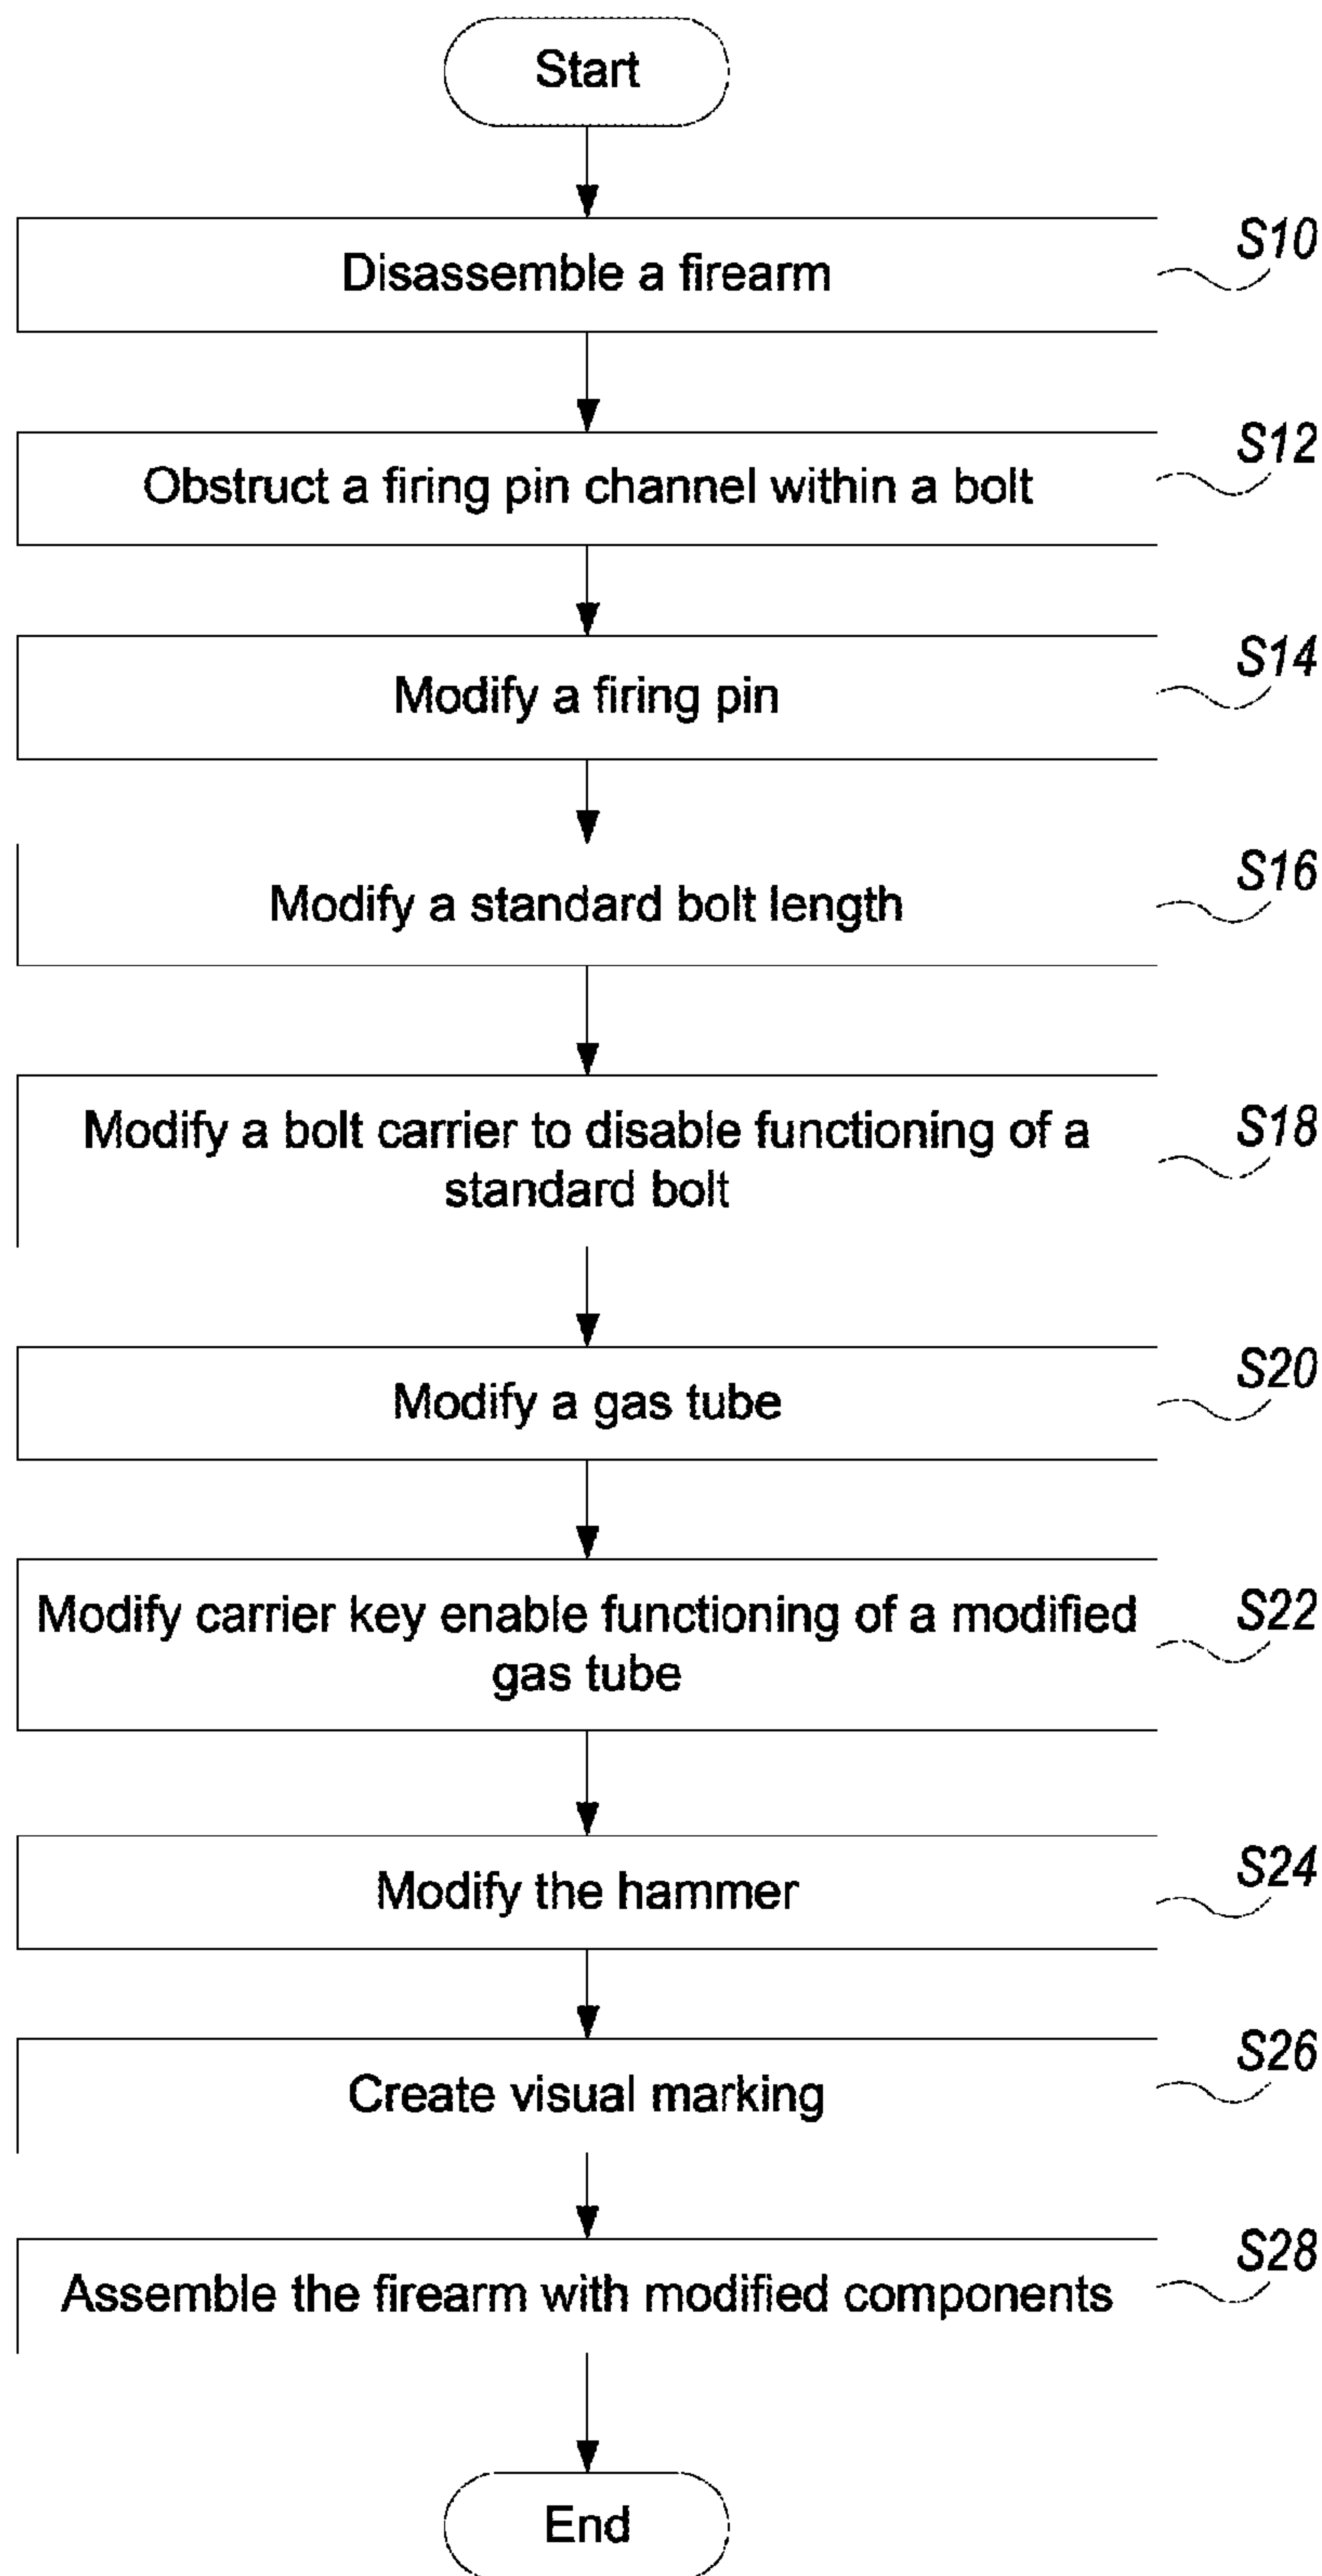 Start
Disassemble a firearm
S10
Obstruct a firing pin channel within a bolt
S12
Modify a firing pin
S14
Modify a standard bolt length
S16
Modify a bolt carrier to disable functioning of a
standard bolt
S18
Modify a gas tube
S20
Modify carrier key enable functioning of a modified
gas tube
S22
Modify the hammer
S24
Create visual marking
S26
Assemble the firearm with modified components
S28
End